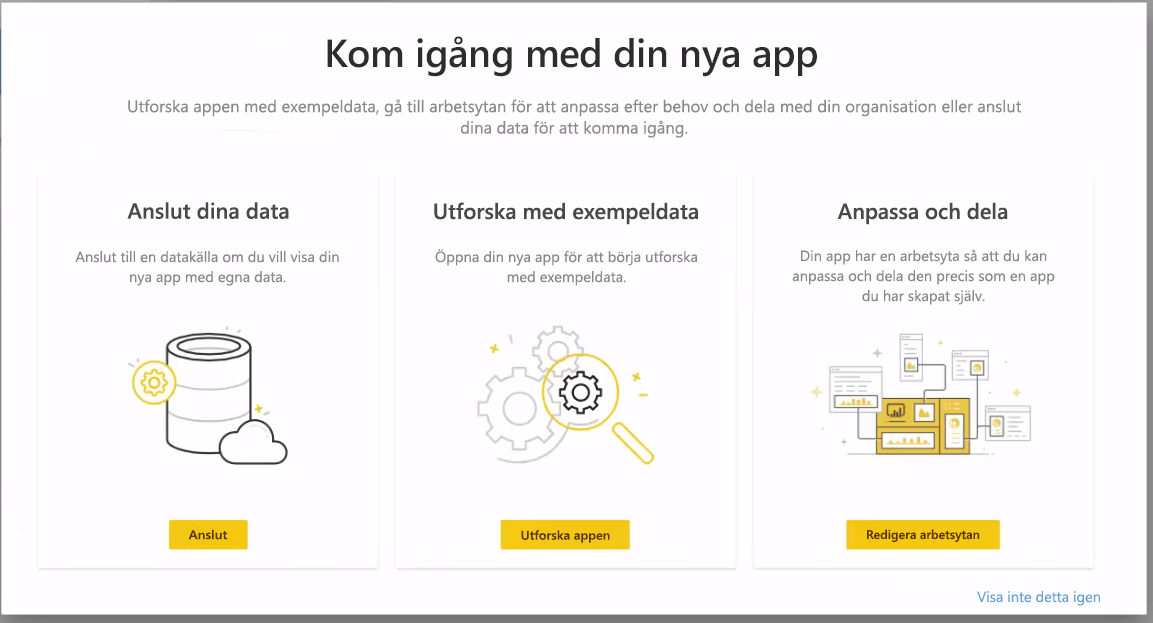 Kom igång med din nya app
Utforska appen med exempeldata, gå till arbetsytan för att anpassa efter behov och dela med din organisation eller anslut
dina data för att komma igång.
Anslut dina data
Anslut till en datakälla om du vill visa din
nya app med egna data.
Anslut
Utforska med exempeldata
Öppna din nya app för att börja utforska
med exempeldata.
Utforska appen
Anpassa och dela
Din app har en arbetsyta så att du kan
anpassa och dela den precis som en app
du har skapat själv.
Redigera arbetsytan
Visa inte detta igen